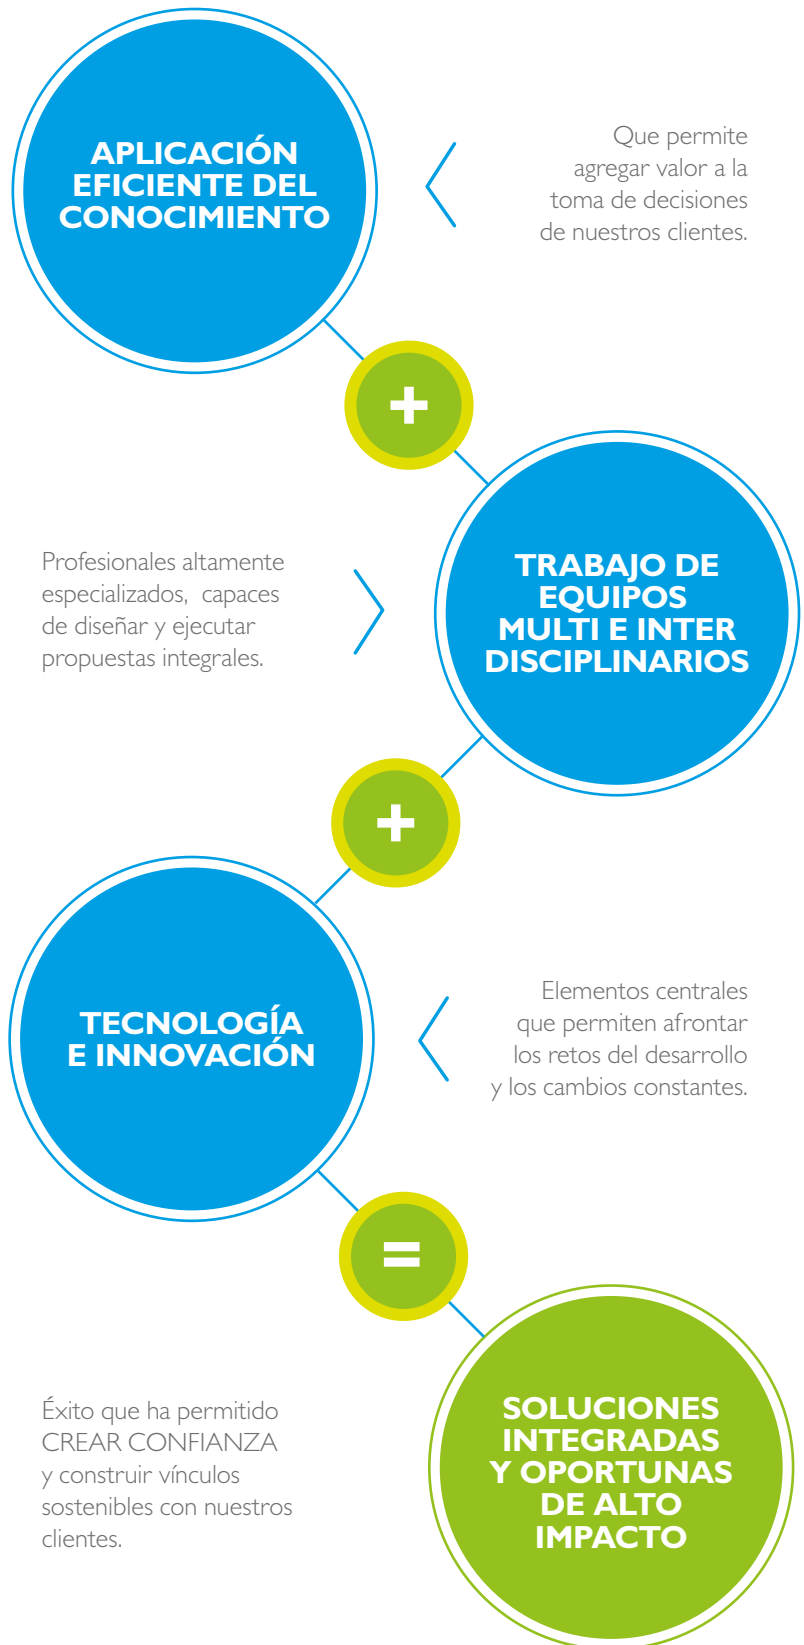 APLICACIÓN
EFICIENTE DEL
CONOCIMIENTO
Que permite
agregar valor a la
toma de decisiones
de nuestros clientes.
+
Profesionales altamente
especializados, capaces
de diseñar y ejecutar
propuestas integrales.
TRABAJO DE
EQUIPOS
MULTI E INTER
DISCIPLINARIOS
+
TECNOLOGÍA
E INNOVACIÓN
Elementos centrales
que permiten afrontar
los retos del desarrollo
y los cambios constantes.
=
Éxito que ha permitido
CREAR CONFIANZA
y construir vínculos
sostenibles con nuestros
clientes.
SOLUCIONES
INTEGRADAS
Y OPORTUNAS
DE ALTO
IMPACTO